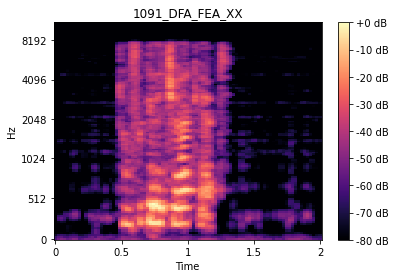 1091_DFA_FEA_XX
+0 dB
8192
-10 dB
-20 dB
4096
-30 dB
2048
Hz
-40 dB
1024
-50 dB
512
-60 dB
-70 dB
0
-80 dB
0 0.5 1 1.5 2
Time